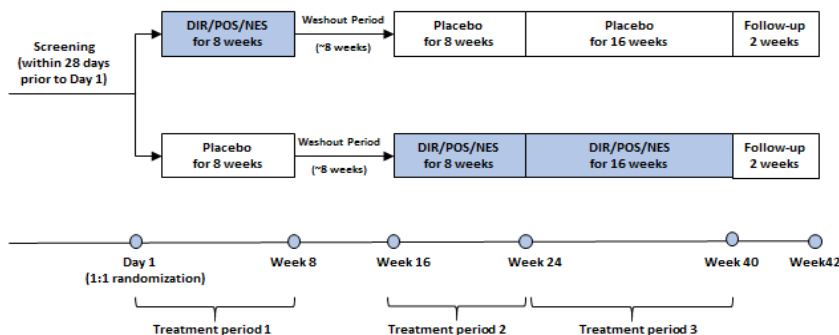 Screening
(within 28 days
prior to Day 1)
DIR/POS/NES
for 8 weeks
Washout Period
(~8 weeks)
Placebo
for 8 weeks
Placebo
for 16 weeks
Follow-up
2 weeks
Placebo
for 8 weeks
Washout Period
(~8 weeks)
DIR/POS/NES
for 8 weeks
DIR/POS/NES
for 16 weeks
Follow-up
2 weeks
Day 1
(1:1 randomization)
Week 8
Week 16
Week 24
Week 40
Week42
Treatment period 1
Treatment period 2
Treatment period 3